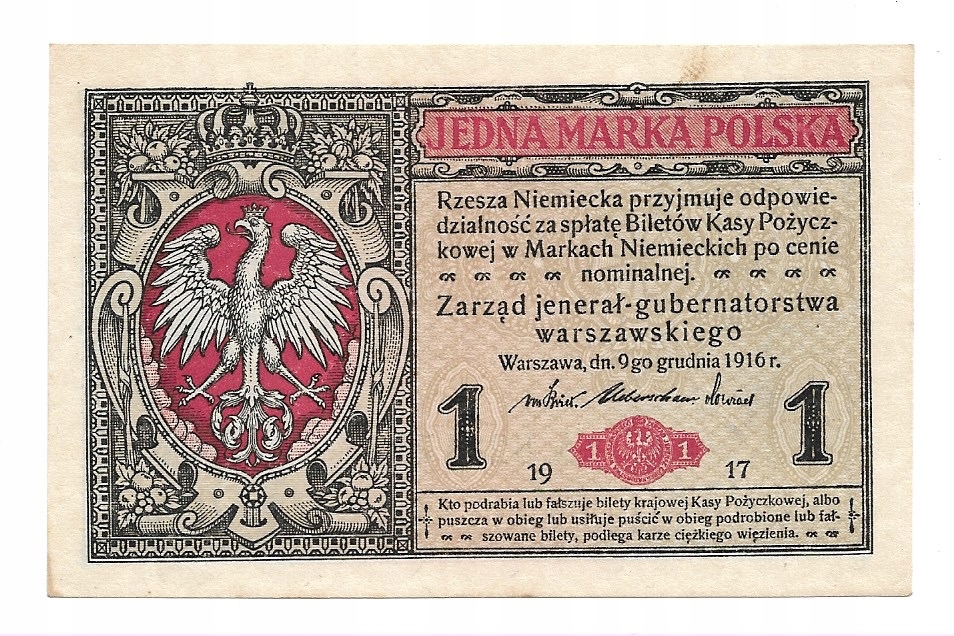 JEDNA MARKA POLSKA
Rzesza Niemiecka przyjmuje odpowie-
dzialność za spłatę Biletów Kasy Pożycz-
kowej w Markach Niemieckich po cenie
nominalnej.
Zarząd jenerał-gubernatorstwa
warszawskiego
Warszawa, dn. 9go grudnia 1916 r.
1 1
1 1
19 17
Kto podrabia lub fałszuje bilety krajowej Kasy Pożyczkowej, albo
puszcza w obieg lub usiłuje puścić w obieg podrobione lub fał-
szowane bilety, podlega karze ciężkiego więzienia.